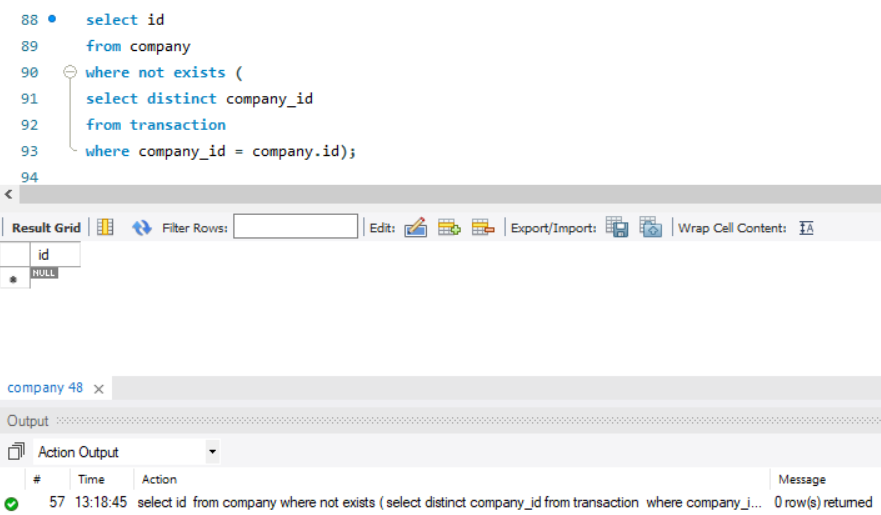 88 select id
89 from company
90 where not exists (
91 select distinct company_id
92 from transaction
93 where company_id = company.id);
94
Result Grid Filter Rows: Edit: Export/Import: Wrap Cell Content: IA
id
NULL
company 48 ×
Output
Action Output
# Time Action Message
57 13:18:45 select id from company where not exists ( select distinct company_id from transaction where company_i... 0 row(s) returned